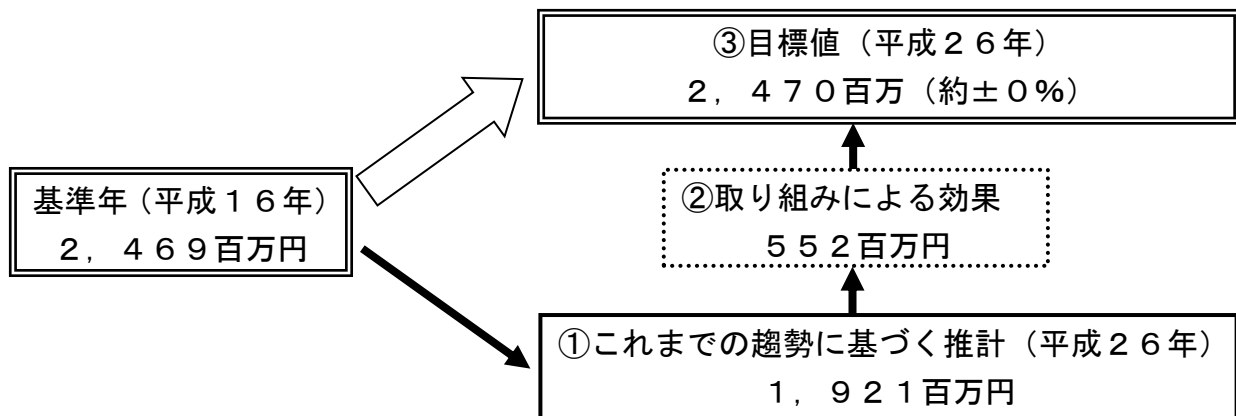 ③目標値（平成２６年）
２，４７０百万（約±０％）
基準年（平成１６年）
２，４６９百万円
②取り組みによる効果
５５２百万円
①これまでの趨勢に基づく推計（平成２６年）
１，９２１百万円